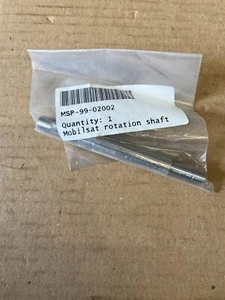 MSP-99-02002
Quantity: 1
Mobilsat rotation shaft